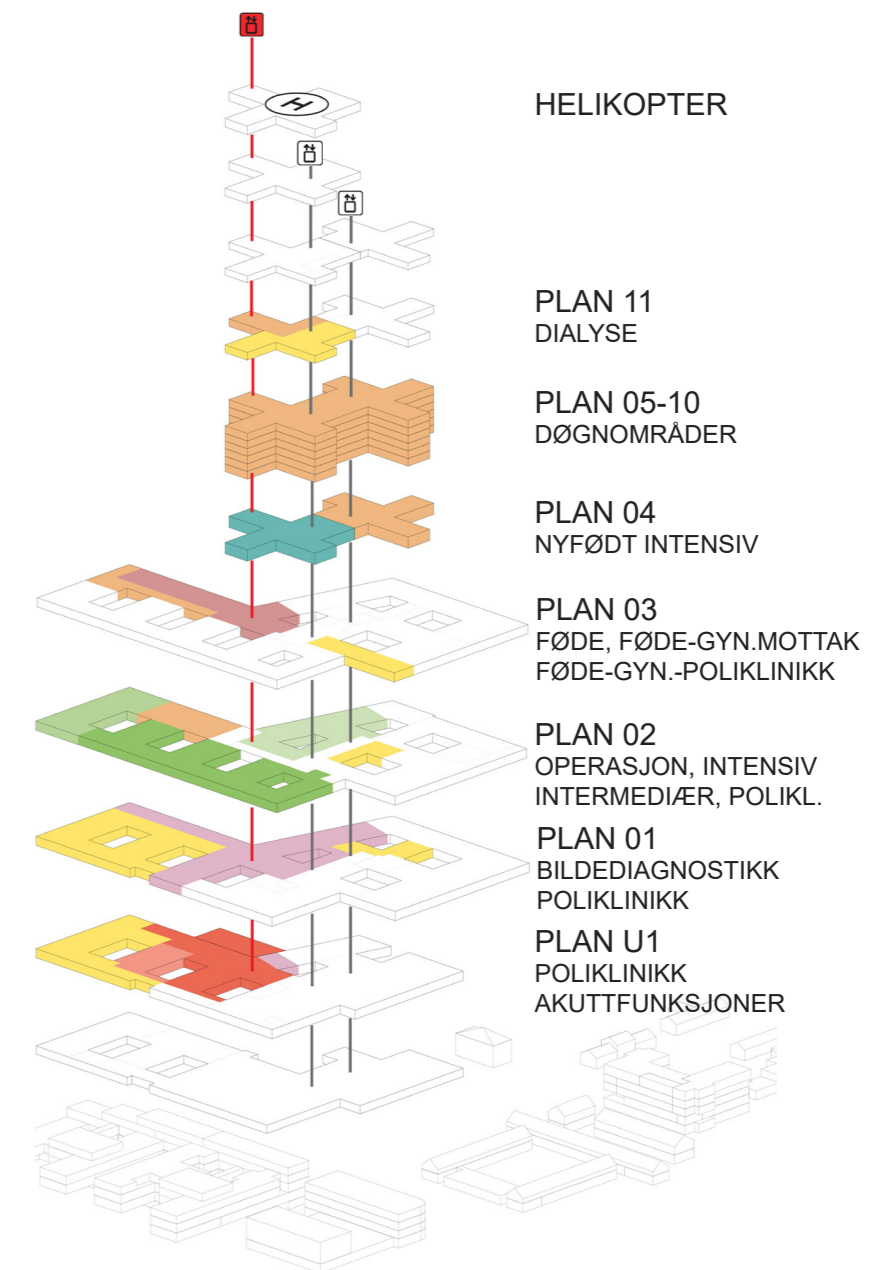 H
HELIKOPTER
PLAN 11
DIALYSE
PLAN 05-10
DØGNOMRÅDER
PLAN 04
NYFØDT INTENSIV
PLAN 03
FØDE, FØDE-GYN.MOTTAK
FØDE-GYN.-POLIKLINIKK
PLAN 02
OPERASJON, INTENSIV
INTERMEDIÆR, POLIKL.
PLAN 01
BILDEDIAGNOSTIKK
POLIKLINIKK
PLAN U1
POLIKLINIKK
AKUTTFUNKSJONER